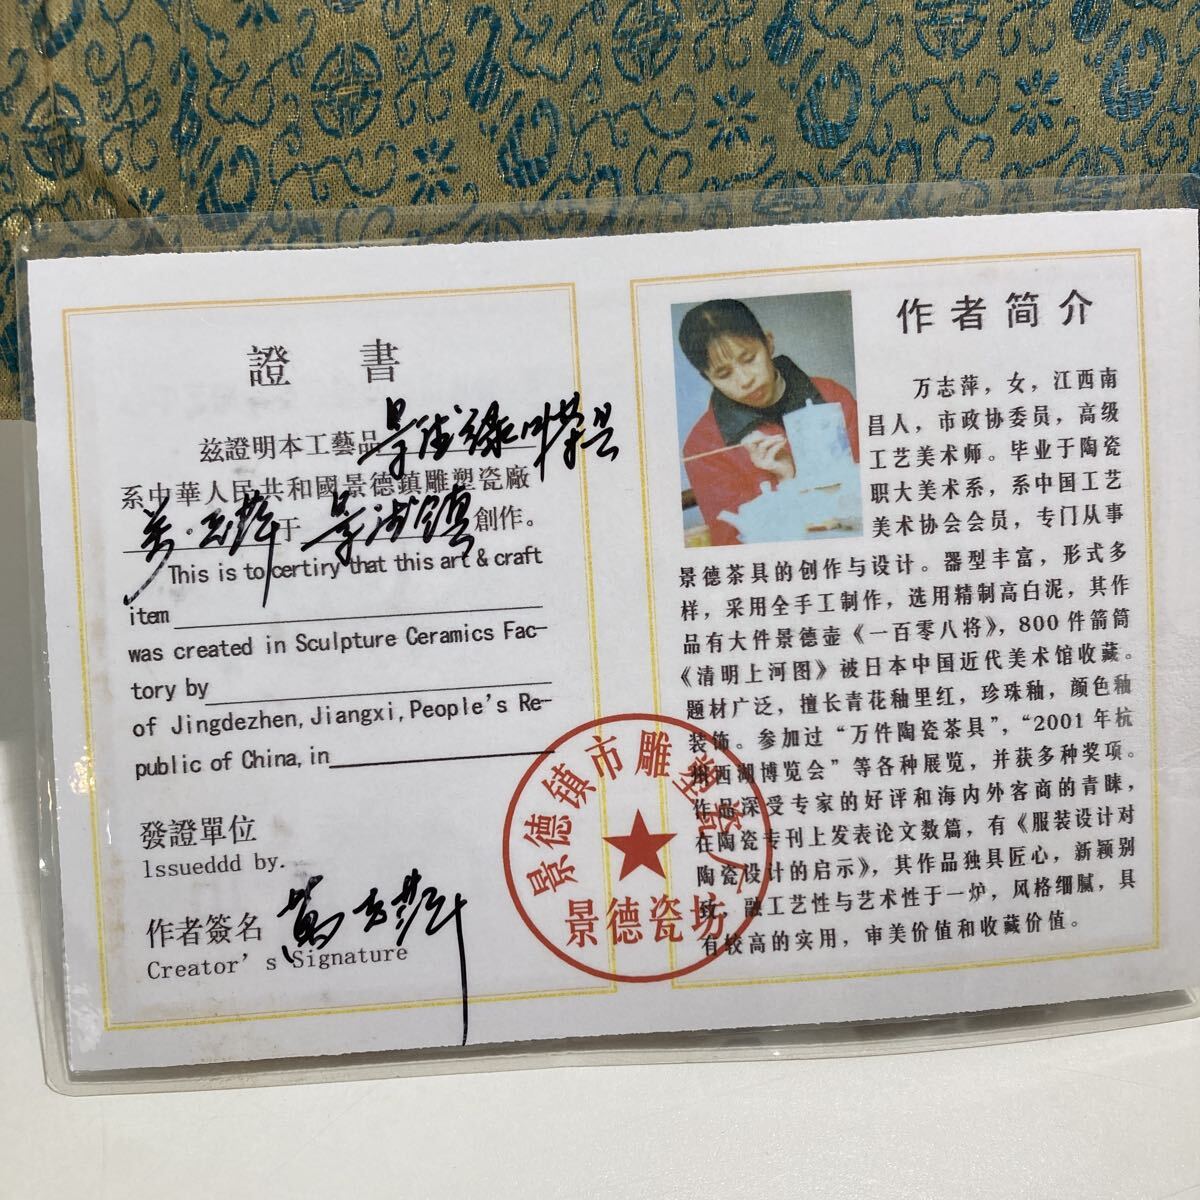 證書
兹證明本工藝品
系中華人民共和國景德鎮雕塑瓷廠
于 景德鎮 創作。
This is to certiry that this art & craft
item
was created in Sculpture Ceramics Fac-
tory by
of Jingdezhen,Jiangxi,People's Re-
public of China,in
發證單位
lssueddd by.
作者簽名
Creator's Signature
景德镇市雕塑瓷厂
景德瓷坊
作者简介
万志萍，女，江西南
昌人，市政协委员，高级
工艺美术师。毕业于陶瓷
职大美术系，系中国工艺
美术协会会员，专门从事
景德茶具的创作与设计。器型丰富，形式多
样，采用全手工制作，选用精制高白泥，其作
品有大件景德壶《一百零八将》，800件箭筒
《清明上河图》被日本中国近代美术馆收藏。
题材广泛，擅长青花釉里红，珍珠釉，颜色釉
装饰。参加过“万件陶瓷茶具”，“2001年杭
州西湖博览会”等各种展览，并获多种奖项。
作品深受专家的好评和海内外客商的青睐，
在陶瓷专刊上发表论文数篇，有《服装设计对
陶瓷设计的启示》，其作品独具匠心，新颖别
致，融工艺性与艺术性于一炉，风格细腻，具
有较高的实用，审美价值和收藏价值。